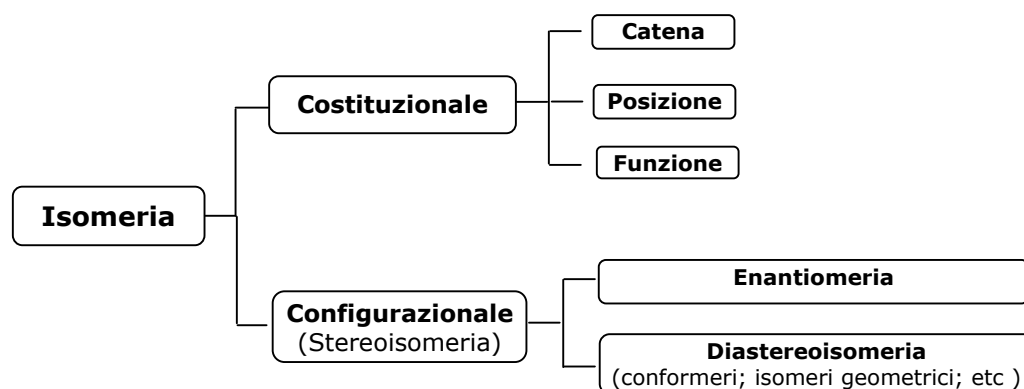 Catena
Costituzionale
Posizione
Funzione
Isomeria
Enantiomeria
Configurazionale
(Stereoisomeria)
Diastereoisomeria
(conformeri; isomeri geometrici; etc )